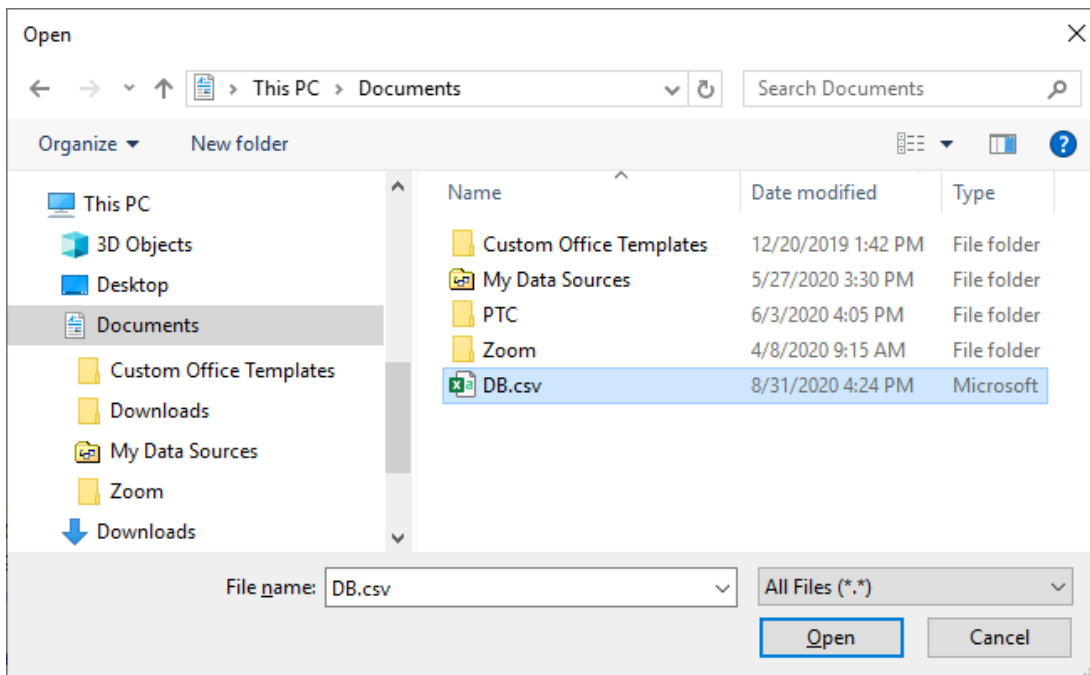 Open
This PC > Documents
Search Documents
Organize
New folder
This PC
3D Objects
Desktop
Documents
Custom Office Templates
Downloads
My Data Sources
Zoom
Downloads
Name Date modified Type
Custom Office Templates 12/20/2019 1:42 PM File folder
My Data Sources 5/27/2020 3:30 PM File folder
PTC 6/3/2020 4:05 PM File folder
Zoom 4/8/2020 9:15 AM File folder
DB.csv 8/31/2020 4:24 PM Microsoft
File name: DB.csv
All Files (*.*)
Open
Cancel